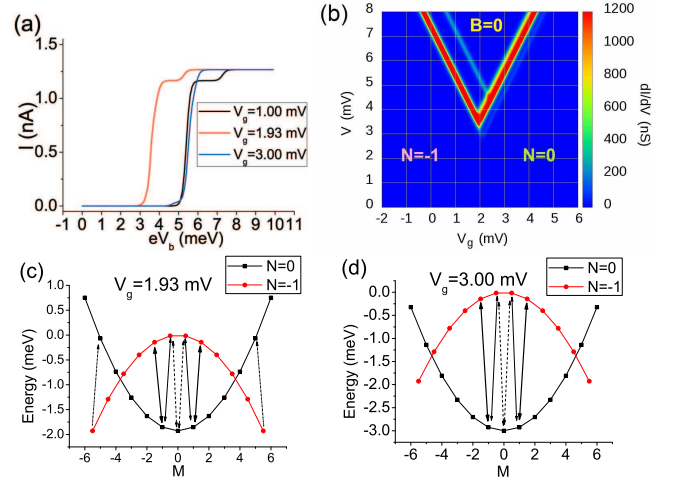 (a)
I (nA)
1.5
1.0
0.5
0.0
V_g=1.00 mV
V_g=1.93 mV
V_g=3.00 mV
-1 0 1 2 3 4 5 6 7 8 9 10 11
eV_b (meV)
(b)
V (mV)
8
7
6
5
4
3
2
1
0
B=0
N=-1
N=0
-2 -1 0 1 2 3 4 5 6
V_g (mV)
1200
1000
800
600
400
200
0
dI/dV (nS)
(c)
V_g=1.93 mV
N=0
N=-1
Energy (meV)
1.0
0.5
0.0
-0.5
-1.0
-1.5
-2.0
-6 -4 -2 0 2 4 6
M
(d)
V_g=3.00 mV
N=0
N=-1
Energy (meV)
0.0
-0.5
-1.0
-1.5
-2.0
-2.5
-3.0
-6 -4 -2 0 2 4 6
M